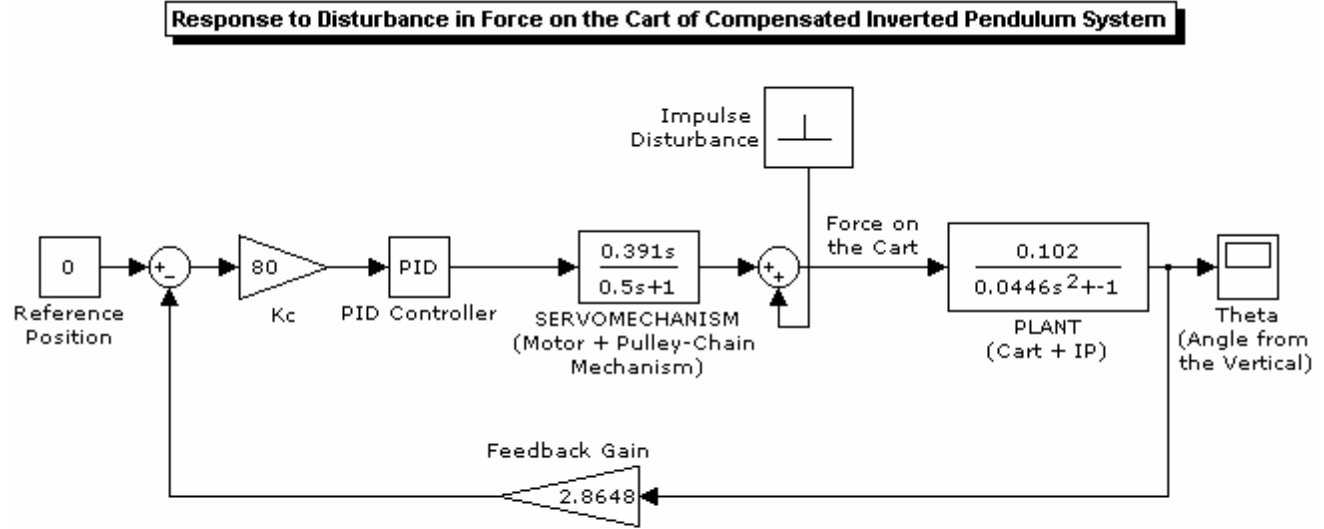 Response to Disturbance in Force on the Cart of Compensated Inverted Pendulum System
Impulse
Disturbance
Force on
the Cart
0
+
-
80
PID
0.391s
0.5s+1
+
+
0.102
0.0446s²+-1
Reference
Position
Kc
PID Controller
SERVOMECHANISM
(Motor + Pulley-Chain
Mechanism)
PLANT
(Cart + IP)
Theta
(Angle from
the Vertical)
Feedback Gain
2.8648